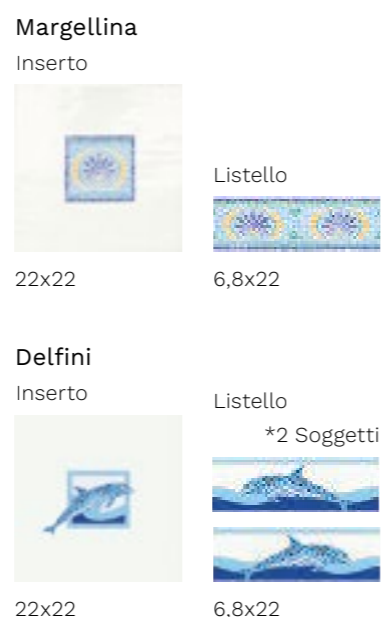 Margellina
Inserto
Listello
22x22
6,8x22
Delfini
Inserto
Listello
*2 Soggetti
22x22
6,8x22